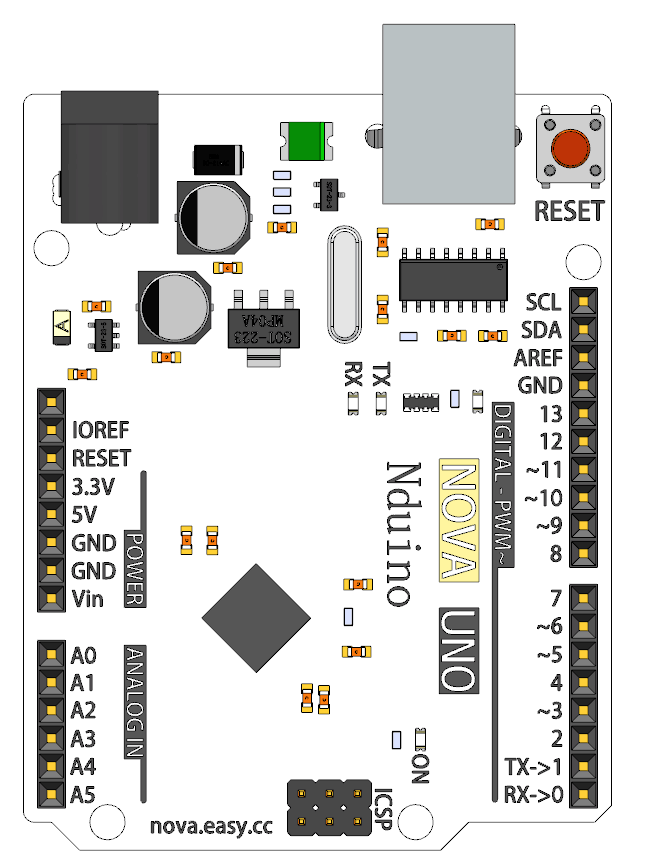 RESET
SCL
SDA
AREF
GND
13
12
~11
~10
~9
8
7
~6
~5
4
~3
2
TX->1
RX->0
DIGITAL - PWM~
A
SOT-223
MP04A
RX
TX
IOREF
RESET
3.3V
5V
GND
GND
Vin
POWER
Nduino
NOVA
UNO
A0
A1
A2
A3
A4
A5
ANALOG IN
ON
ICSP
nova.easy.cc